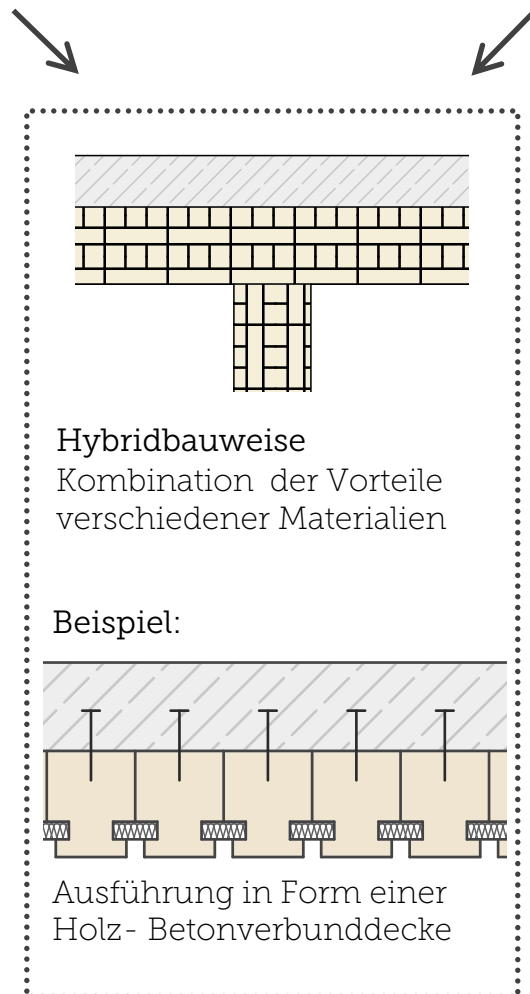 Hybridbauweise
Kombination der Vorteile
verschiedener Materialien
Beispiel:
Ausführung in Form einer
Holz- Betonverbunddecke